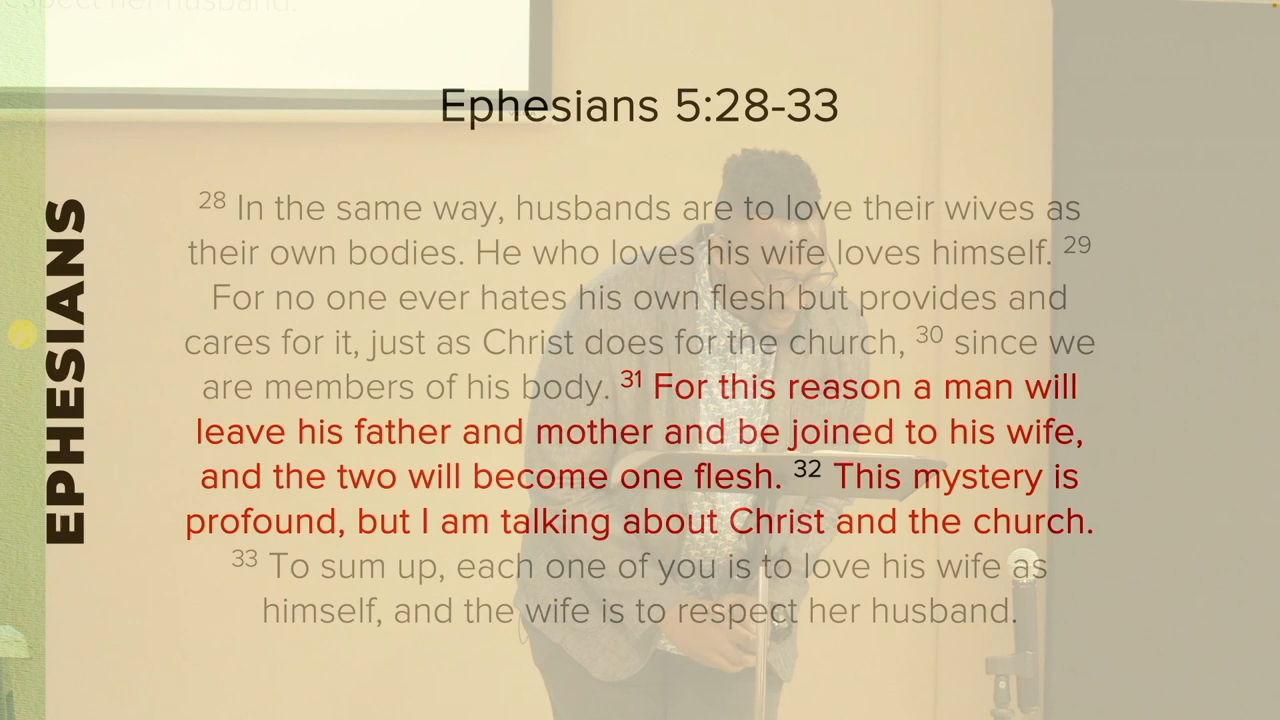 espect her husband.
Ephesians 5:28-33
EPHESIANS
28 In the same way, husbands are to love their wives as
their own bodies. He who loves his wife loves himself. 29
For no one ever hates his own flesh but provides and
cares for it, just as Christ does for the church, 30 since we
are members of his body. 31 For this reason a man will
leave his father and mother and be joined to his wife,
and the two will become one flesh. 32 This mystery is
profound, but I am talking about Christ and the church.
33 To sum up, each one of you is to love his wife as
himself, and the wife is to respect her husband.